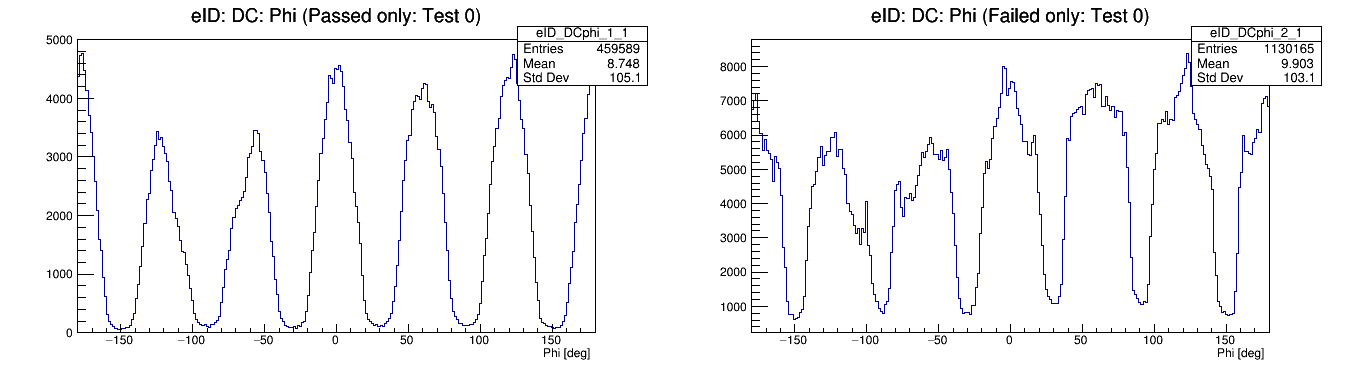 eID: DC: Phi (Passed only: Test 0)
eID_DCphi_1_1
Entries 459589
Mean 8.748
Std Dev 105.1
5000
4000
3000
2000
1000
0
−150 −100 −50 0 50 100 150
Phi [deg]
eID: DC: Phi (Failed only: Test 0)
eID_DCphi_2_1
Entries 1130165
Mean 9.903
Std Dev 103.1
8000
7000
6000
5000
4000
3000
2000
1000
−150 −100 −50 0 50 100 150
Phi [deg]